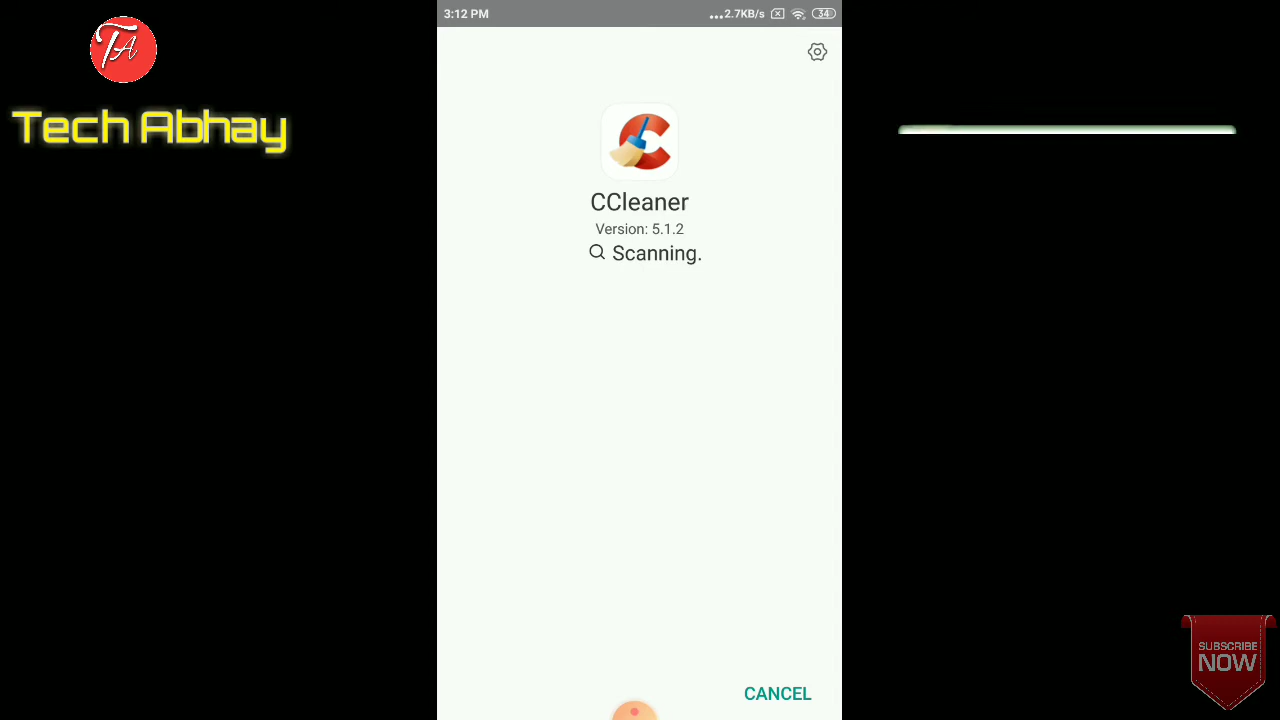 TA
Tech Abhay
3:12 PM
...2.7KB/s
34
CCleaner
Version: 5.1.2
Scanning.
CANCEL
SUBSCRIBE
NOW